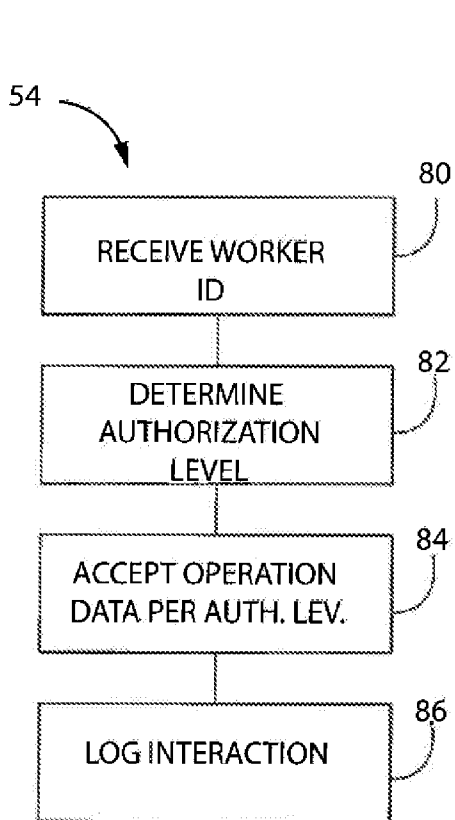 54
80
RECEIVE WORKER
ID
82
DETERMINE
AUTHORIZATION
LEVEL
84
ACCEPT OPERATION
DATA PER AUTH. LEV.
86
LOG INTERACTION